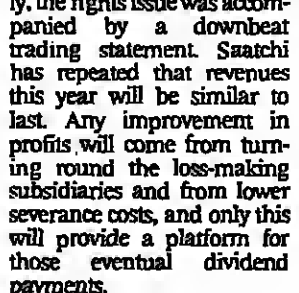 ly, the rights issue was accom-
panied by a downbeat
trading statement. Saatchi
has repeated that revenues
this year will be similar to
last. Any improvement in
profits will come from turn-
ing round the loss-making
subsidiaries and from lower
severance costs, and only this
will provide a platform for
those eventual dividend
payments.